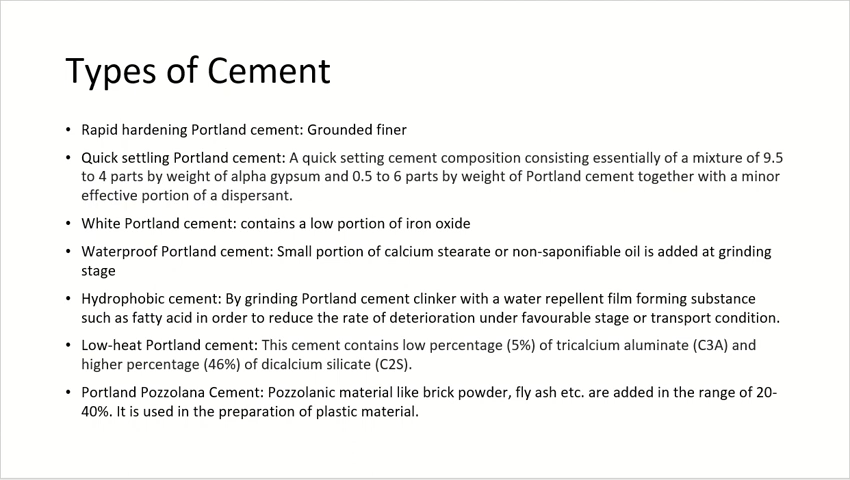 Types of Cement
• Rapid hardening Portland cement: Grounded finer
• Quick settling Portland cement: A quick setting cement composition consisting essentially of a mixture of 9.5
to 4 parts by weight of alpha gypsum and 0.5 to 6 parts by weight of Portland cement together with a minor
effective portion of a dispersant.
• White Portland cement: contains a low portion of iron oxide
• Waterproof Portland cement: Small portion of calcium stearate or non-saponifiable oil is added at grinding
stage
• Hydrophobic cement: By grinding Portland cement clinker with a water repellent film forming substance
such as fatty acid in order to reduce the rate of deterioration under favourable stage or transport condition.
• Low-heat Portland cement: This cement contains low percentage (5%) of tricalcium aluminate (C3A) and
higher percentage (46%) of dicalcium silicate (C2S).
• Portland Pozzolana Cement: Pozzolanic material like brick powder, fly ash etc. are added in the range of 20-
40%. It is used in the preparation of plastic material.